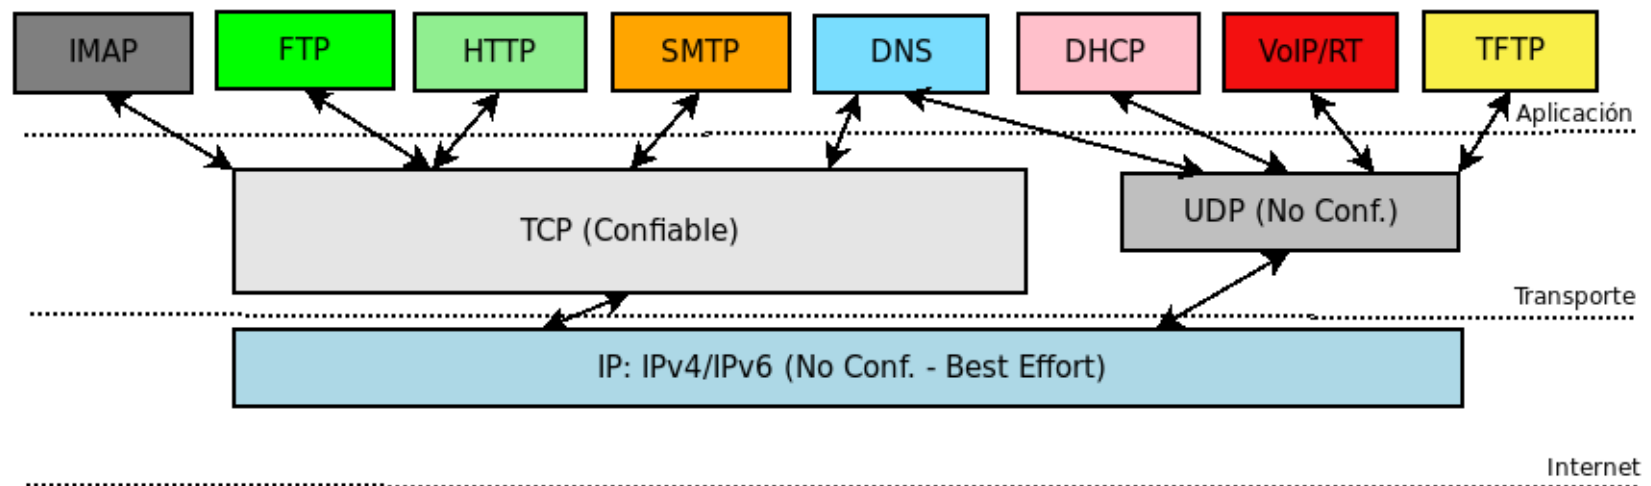 IMAP
FTP
HTTP
SMTP
DNS
DHCP
VoIP/RT
TFTP
Aplicación
TCP (Confiable)
UDP (No Conf.)
Transporte
IP: IPv4/IPv6 (No Conf. - Best Effort)
Internet